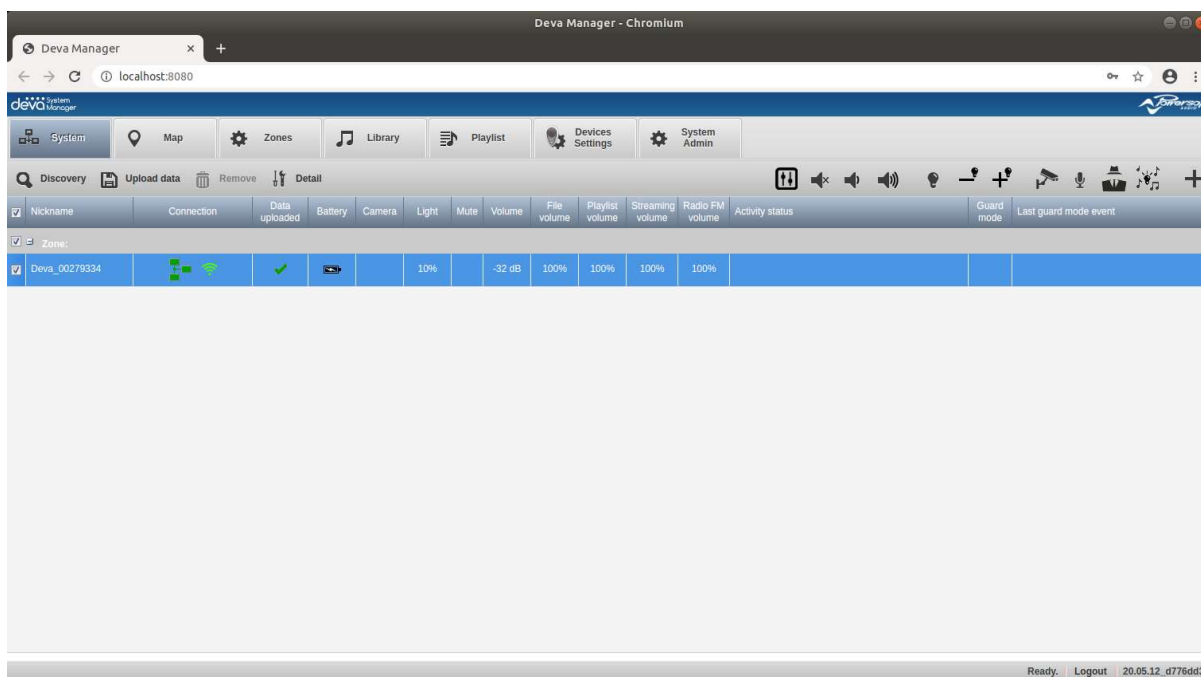 Deva Manager - Chromium
Deva Manager
localhost:8080
deva System Manager
Powersoft
System Map Zones Library Playlist Devices Settings System Admin
Discovery Upload data Remove Detail
Nickname Connection Data uploaded Battery Camera Light Mute Volume File volume Playlist volume Streaming volume Radio FM volume Activity status Guard mode Last guard mode event
Zone:
Deva_00279334 10% -32 dB 100% 100% 100% 100%
Ready. Logout 20.05.12_d776dd